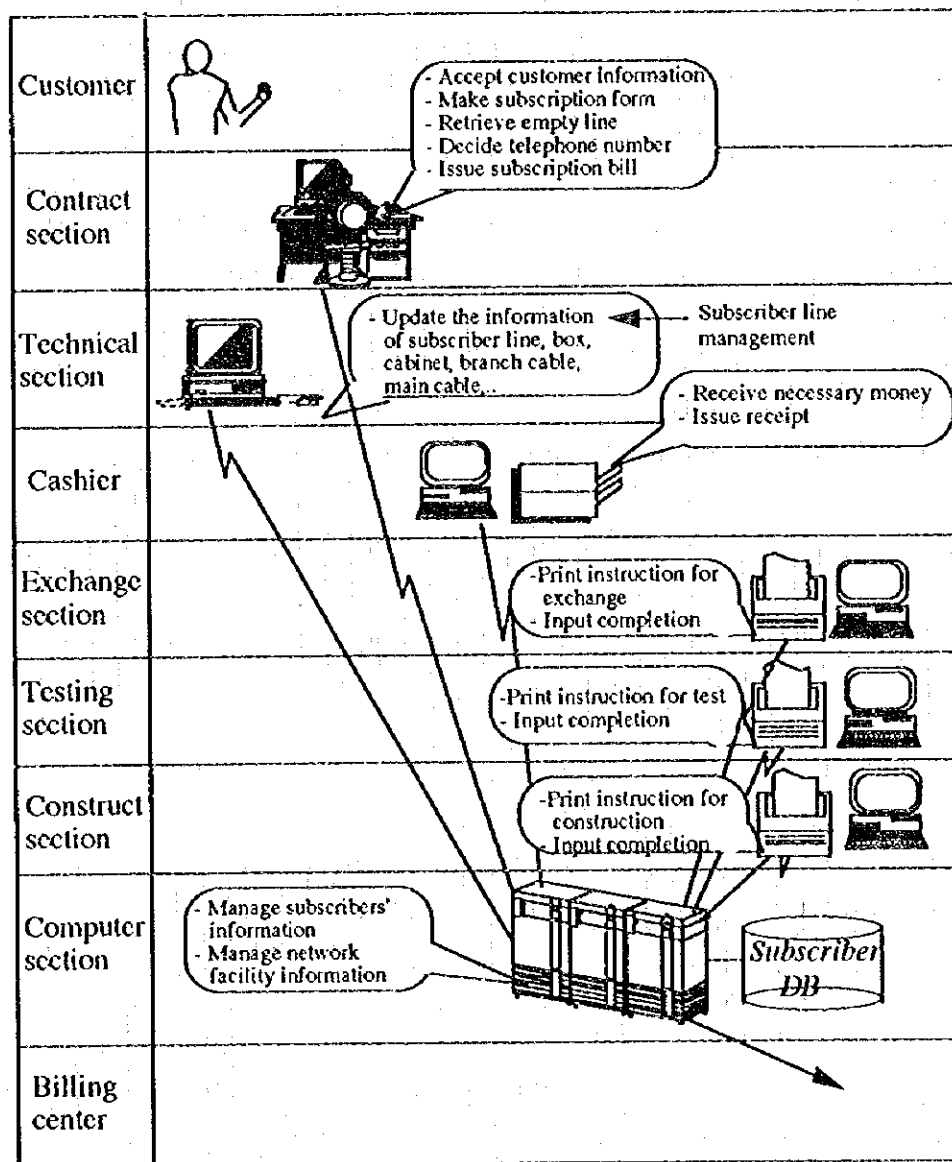 Customer
- Accept customer information
- Make subscription form
- Retrieve empty line
- Decide telephone number
- Issue subscription bill
Contract
section
Technical
section
- Update the information
of subscriber line, box,
cabinet, branch cable,
main cable,..
Subscriber line
management
- Receive necessary money
- Issue receipt
Cashier
Exchange
section
-Print instruction for
exchange
- Input completion
Testing
section
-Print instruction for test
- Input completion
Construct
section
-Print instruction for
construction
- Input completion
Computer
section
- Manage subscribers'
information
- Manage network
facility information
Subscriber
DB
Billing
center